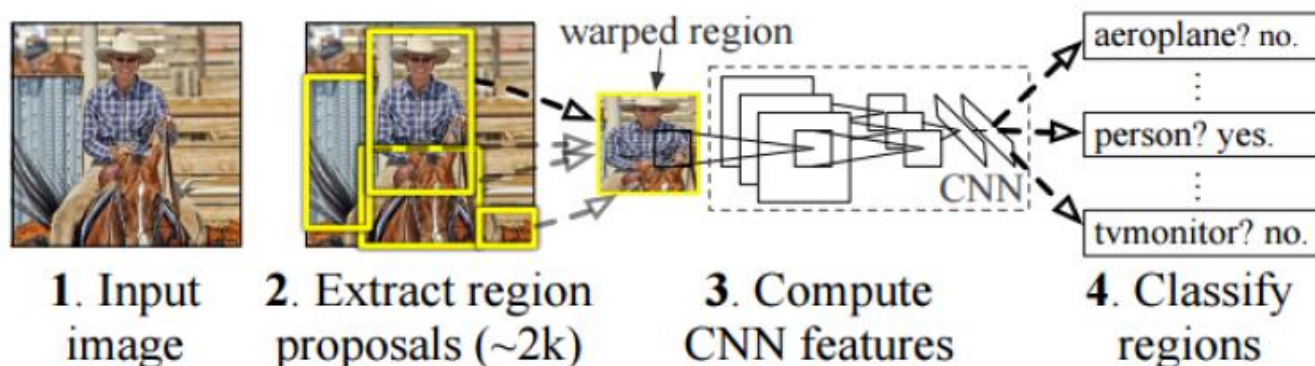 warped region
aeroplane? no.
person? yes.
CNN
tvmonitor? no.
1. Input
image
2. Extract region
proposals (~2k)
3. Compute
CNN features
4. Classify
regions